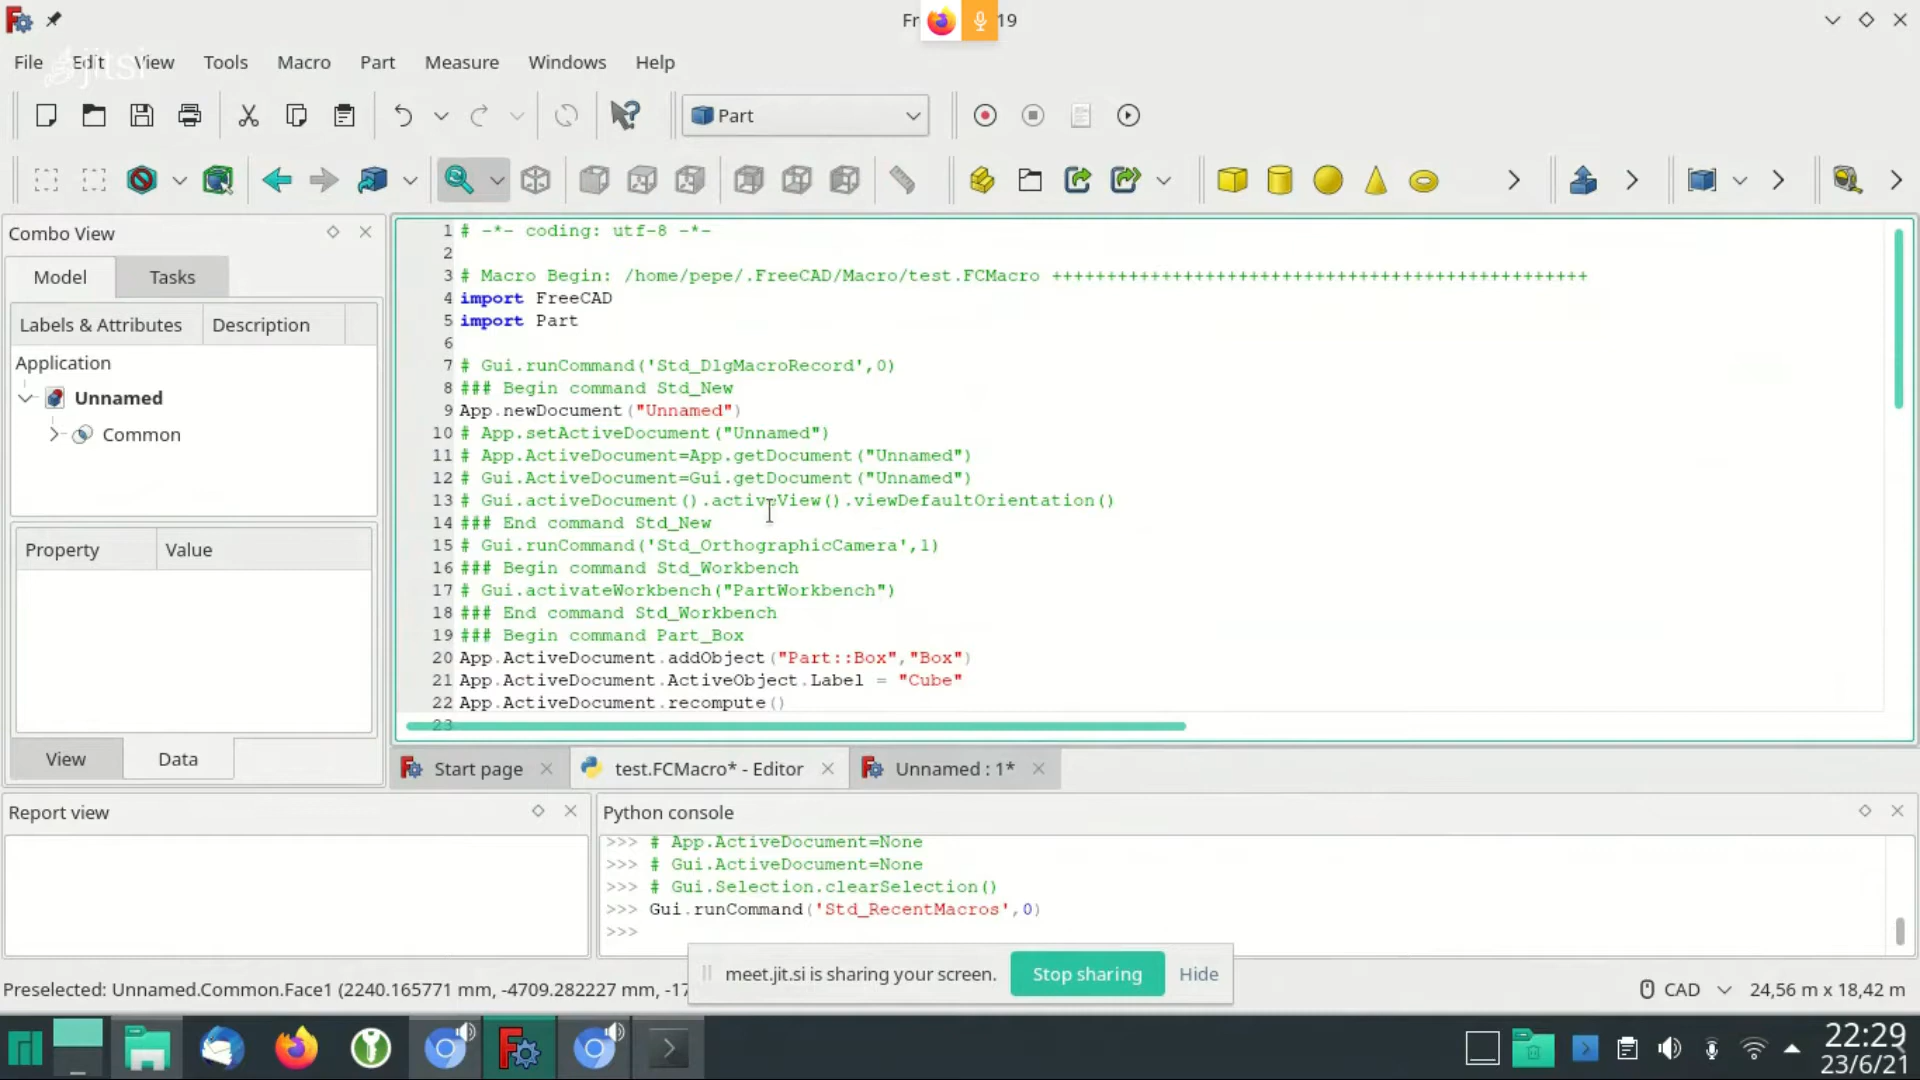 Fr 19
File Edit View Tools Macro Part Measure Windows Help
jitsi
Part
Combo View
Model Tasks
Labels & Attributes Description
Application
Unnamed
Common
Property Value
View Data
1 # -*- coding: utf-8 -*-
2
3 # Macro Begin: /home/pepe/.FreeCAD/Macro/test.FCMacro +++++++++++++++++++++++++++++++++++++++++++++++++
4 import FreeCAD
5 import Part
6
7 # Gui.runCommand('Std_DlgMacroRecord',0)
8 ### Begin command Std_New
9 App.newDocument("Unnamed")
10 # App.setActiveDocument("Unnamed")
11 # App.ActiveDocument=App.getDocument("Unnamed")
12 # Gui.ActiveDocument=Gui.getDocument("Unnamed")
13 # Gui.activeDocument().activeView().viewDefaultOrientation()
14 ### End command Std_New
15 # Gui.runCommand('Std_OrthographicCamera',1)
16 ### Begin command Std_Workbench
17 # Gui.activateWorkbench("PartWorkbench")
18 ### End command Std_Workbench
19 ### Begin command Part_Box
20 App.ActiveDocument.addObject("Part::Box","Box")
21 App.ActiveDocument.ActiveObject.Label = "Cube"
22 App.ActiveDocument.recompute()
23
Start page test.FCMacro* - Editor Unnamed : 1*
Report view
Python console
>>> # App.ActiveDocument=None
>>> # Gui.ActiveDocument=None
>>> # Gui.Selection.clearSelection()
>>> Gui.runCommand('Std_RecentMacros',0)
>>>
meet.jit.si is sharing your screen. Stop sharing Hide
Preselected: Unnamed.Common.Face1 (2240.165771 mm, -4709.282227 mm, -17
CAD 24,56 m x 18,42 m
22:29
23/6/21